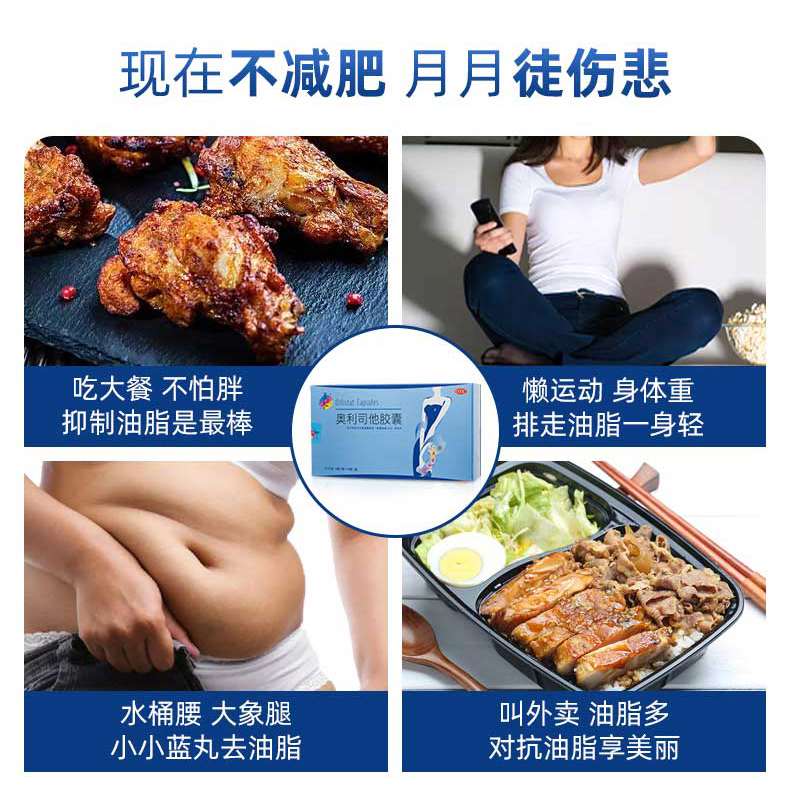 现在不减肥 月月徒伤悲
吃大餐 不怕胖
抑制油脂是最棒
懒运动 身体重
排走油脂一身轻
Orlistat Capsules
奥利司他胶囊
OTC
水桶腰 大象腿
小小蓝丸去油脂
叫外卖 油脂多
对抗油脂享美丽